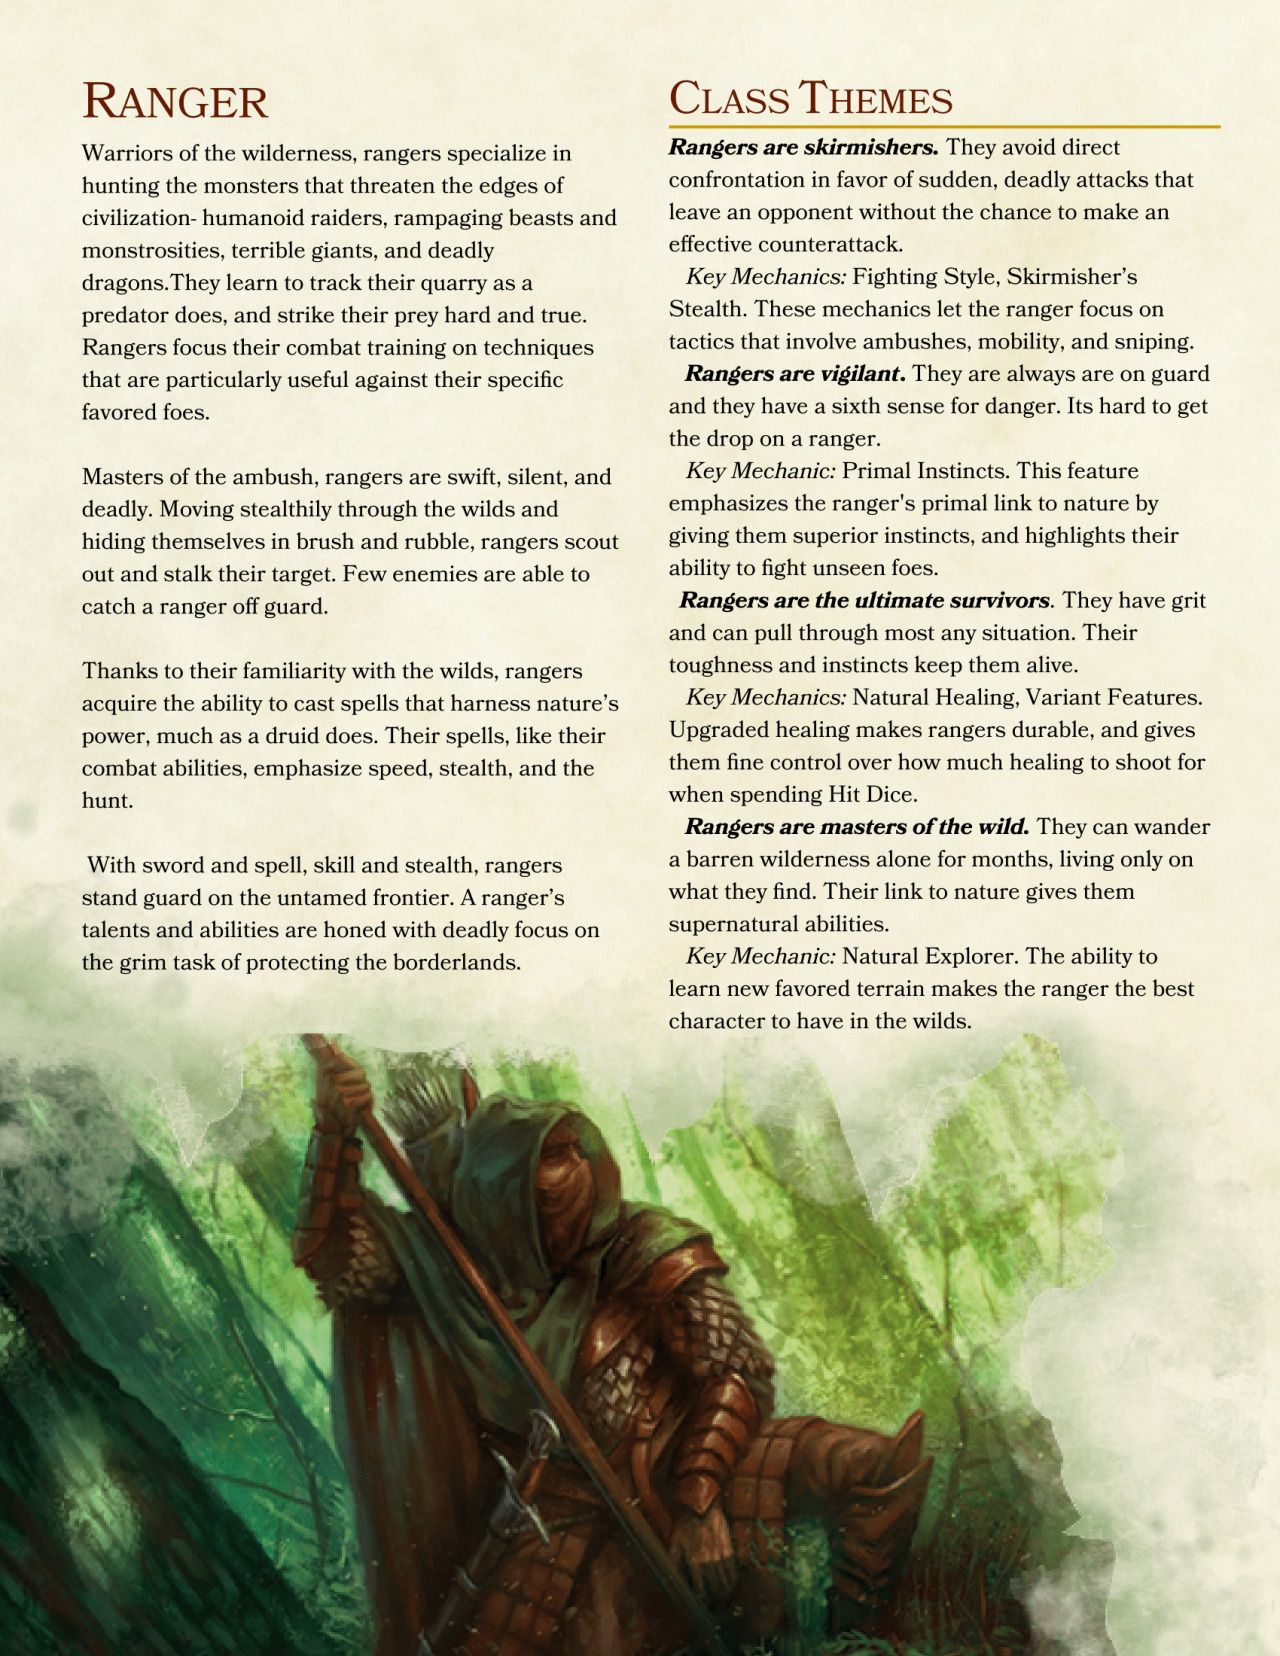 RANGER
Warriors of the wilderness, rangers specialize in
hunting the monsters that threaten the edges of
civilization- humanoid raiders, rampaging beasts and
monstrosities, terrible giants, and deadly
dragons.They learn to track their quarry as a
predator does, and strike their prey hard and true.
Rangers focus their combat training on techniques
that are particularly useful against their specific
favored foes.
Masters of the ambush, rangers are swift, silent, and
deadly. Moving stealthily through the wilds and
hiding themselves in brush and rubble, rangers scout
out and stalk their target. Few enemies are able to
catch a ranger off guard.
Thanks to their familiarity with the wilds, rangers
acquire the ability to cast spells that harness nature’s
power, much as a druid does. Their spells, like their
combat abilities, emphasize speed, stealth, and the
hunt.
With sword and spell, skill and stealth, rangers
stand guard on the untamed frontier. A ranger’s
talents and abilities are honed with deadly focus on
the grim task of protecting the borderlands.
CLASS THEMES
Rangers are skirmishers. They avoid direct
confrontation in favor of sudden, deadly attacks that
leave an opponent without the chance to make an
effective counterattack.
Key Mechanics: Fighting Style, Skirmisher’s
Stealth. These mechanics let the ranger focus on
tactics that involve ambushes, mobility, and sniping.
Rangers are vigilant. They are always are on guard
and they have a sixth sense for danger. Its hard to get
the drop on a ranger.
Key Mechanic: Primal Instincts. This feature
emphasizes the ranger's primal link to nature by
giving them superior instincts, and highlights their
ability to fight unseen foes.
Rangers are the ultimate survivors. They have grit
and can pull through most any situation. Their
toughness and instincts keep them alive.
Key Mechanics: Natural Healing, Variant Features.
Upgraded healing makes rangers durable, and gives
them fine control over how much healing to shoot for
when spending Hit Dice.
Rangers are masters of the wild. They can wander
a barren wilderness alone for months, living only on
what they find. Their link to nature gives them
supernatural abilities.
Key Mechanic: Natural Explorer. The ability to
learn new favored terrain makes the ranger the best
character to have in the wilds.